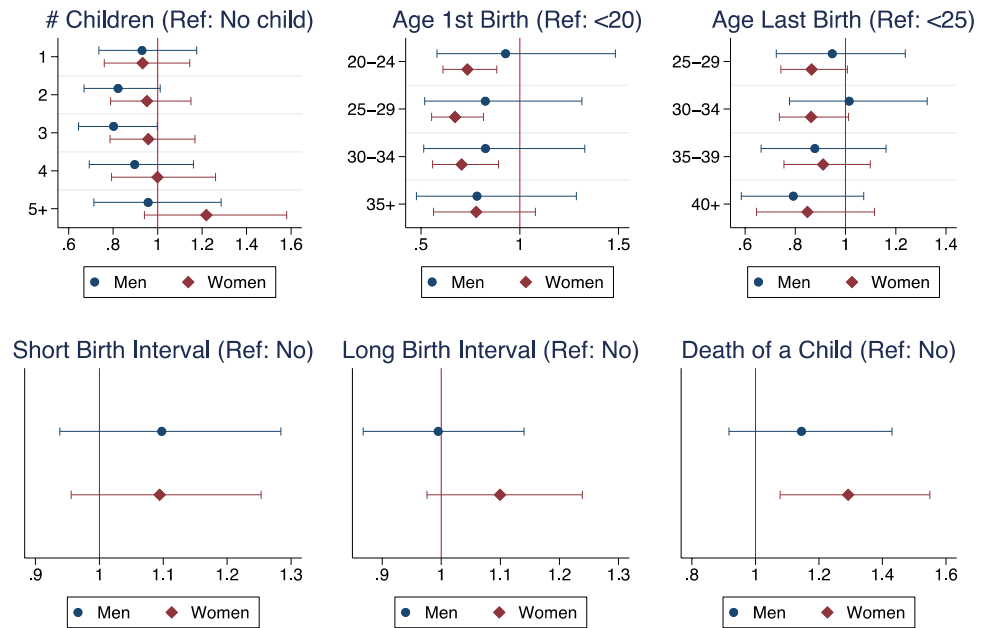 # Children (Ref: No child)
1
2
3
4
5+
.6 .8 1 1.2 1.4 1.6
Men Women
Age 1st Birth (Ref: <20)
20–24
25–29
30–34
35+
.5 1 1.5
Men Women
Age Last Birth (Ref: <25)
25–29
30–34
35–39
40+
.6 .8 1 1.2 1.4
Men Women
Short Birth Interval (Ref: No)
.9 1 1.1 1.2 1.3
Men Women
Long Birth Interval (Ref: No)
.9 1 1.1 1.2 1.3
Men Women
Death of a Child (Ref: No)
.8 1 1.2 1.4 1.6
Men Women